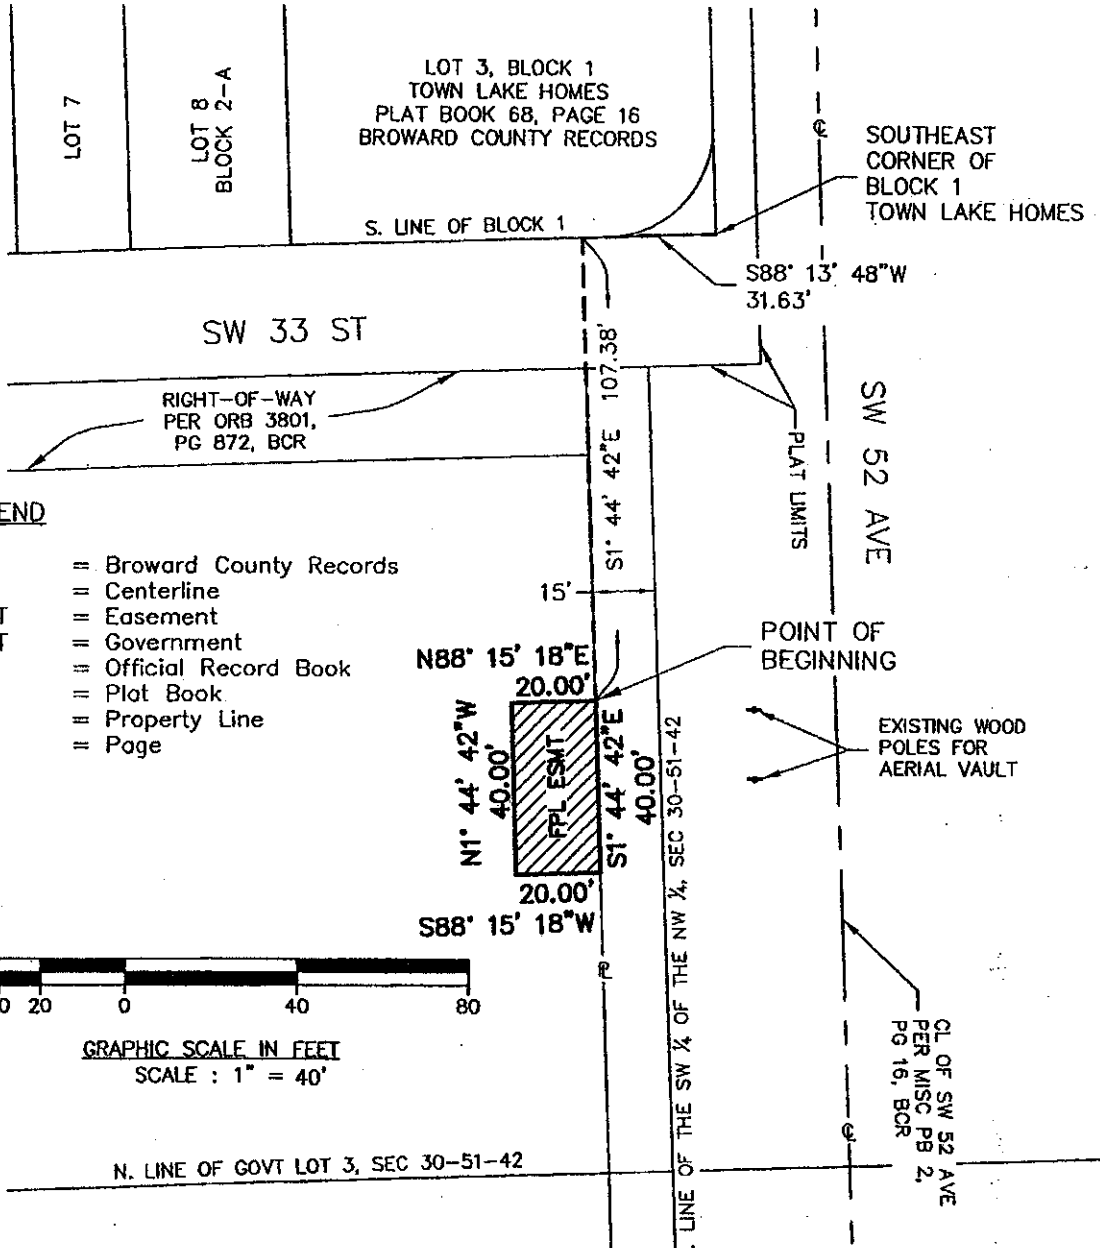 LOT 7
LOT 8
BLOCK 2-A
LOT 3, BLOCK 1
TOWN LAKE HOMES
PLAT BOOK 68, PAGE 16
BROWARD COUNTY RECORDS
S. LINE OF BLOCK 1
SOUTHEAST
CORNER OF
BLOCK 1
TOWN LAKE HOMES
S88° 13' 48"W
31.63'
SW 33 ST
RIGHT-OF-WAY
PER ORB 3801,
PG 872, BCR
S1° 44' 42"E 107.38'
PLAT LIMITS
SW 52 AVE
END
= Broward County Records
= Centerline
T = Easement
T = Government
= Official Record Book
= Plat Book
= Property Line
= Page
15'
POINT OF
BEGINNING
N88° 15' 18"E
20.00'
N1° 44' 42"W
40.00'
FPL ESMT
S1° 44' 42"E
40.00'
20.00'
S88° 15' 18"W
EXISTING WOOD
POLES FOR
AERIAL VAULT
. LINE OF THE SW ¼ OF THE NW ¼, SEC 30-51-42
0 20 0 40 80
GRAPHIC SCALE IN FEET
SCALE : 1" = 40'
CL OF SW 52 AVE
PER MISC PB 2,
PG 16, BCR
N. LINE OF GOVT LOT 3, SEC 30-51-42